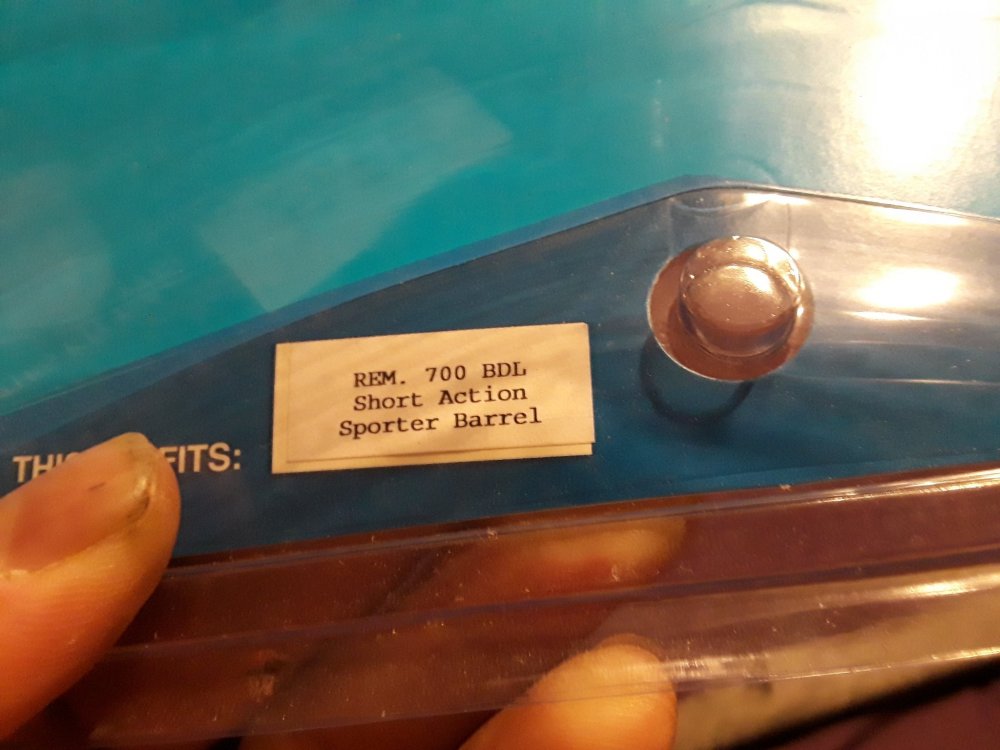 REM. 700 BDL
Short Action
Sporter Barrel
FITS: